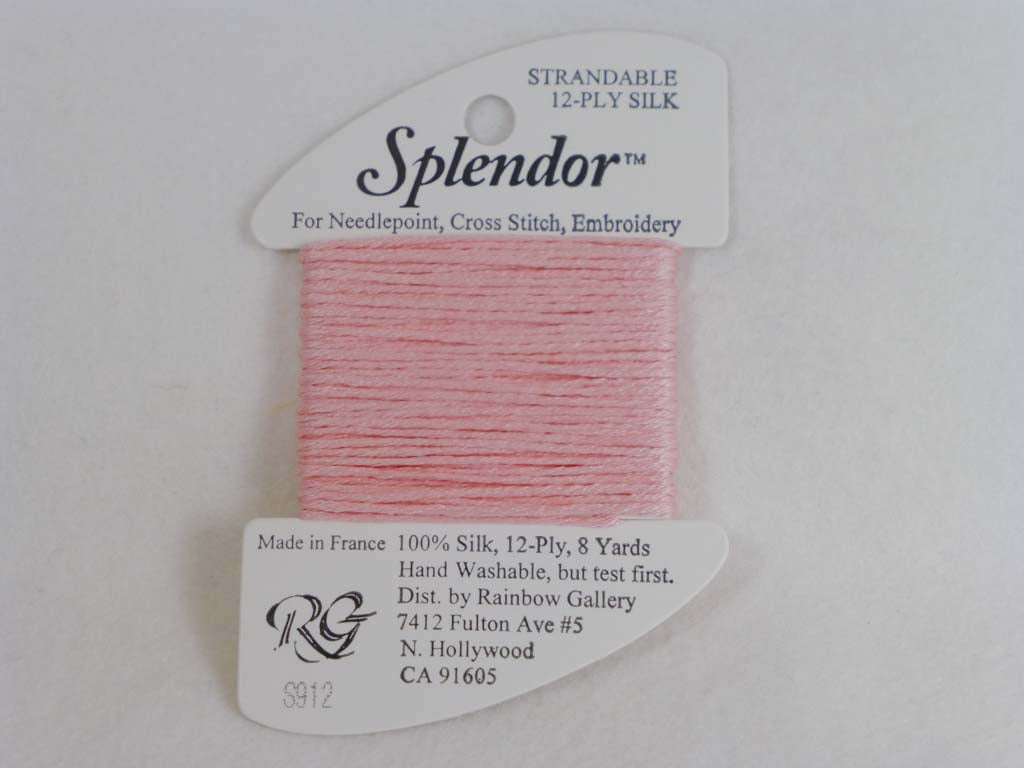 STRANDABLE
12-PLY SILK
Splendor™
For Needlepoint, Cross Stitch, Embroidery
Made in France
100% Silk, 12-Ply, 8 Yards
Hand Washable, but test first.
Dist. by Rainbow Gallery
7412 Fulton Ave #5
N. Hollywood
CA 91605
RG
S912